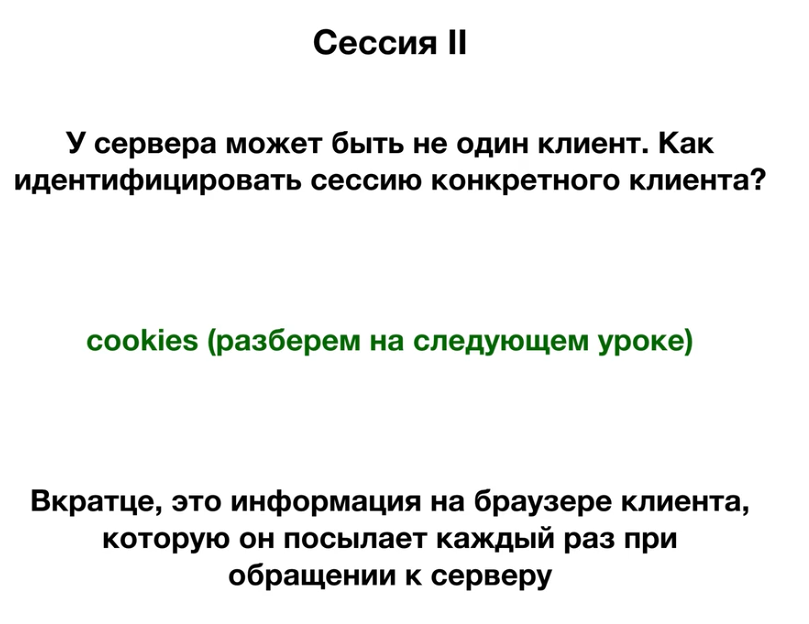 Сессия II
У сервера может быть не один клиент. Как
идентифицировать сессию конкретного клиента?
cookies (разберем на следующем уроке)
Вкратце, это информация на браузере клиента,
которую он посылает каждый раз при
обращении к серверу